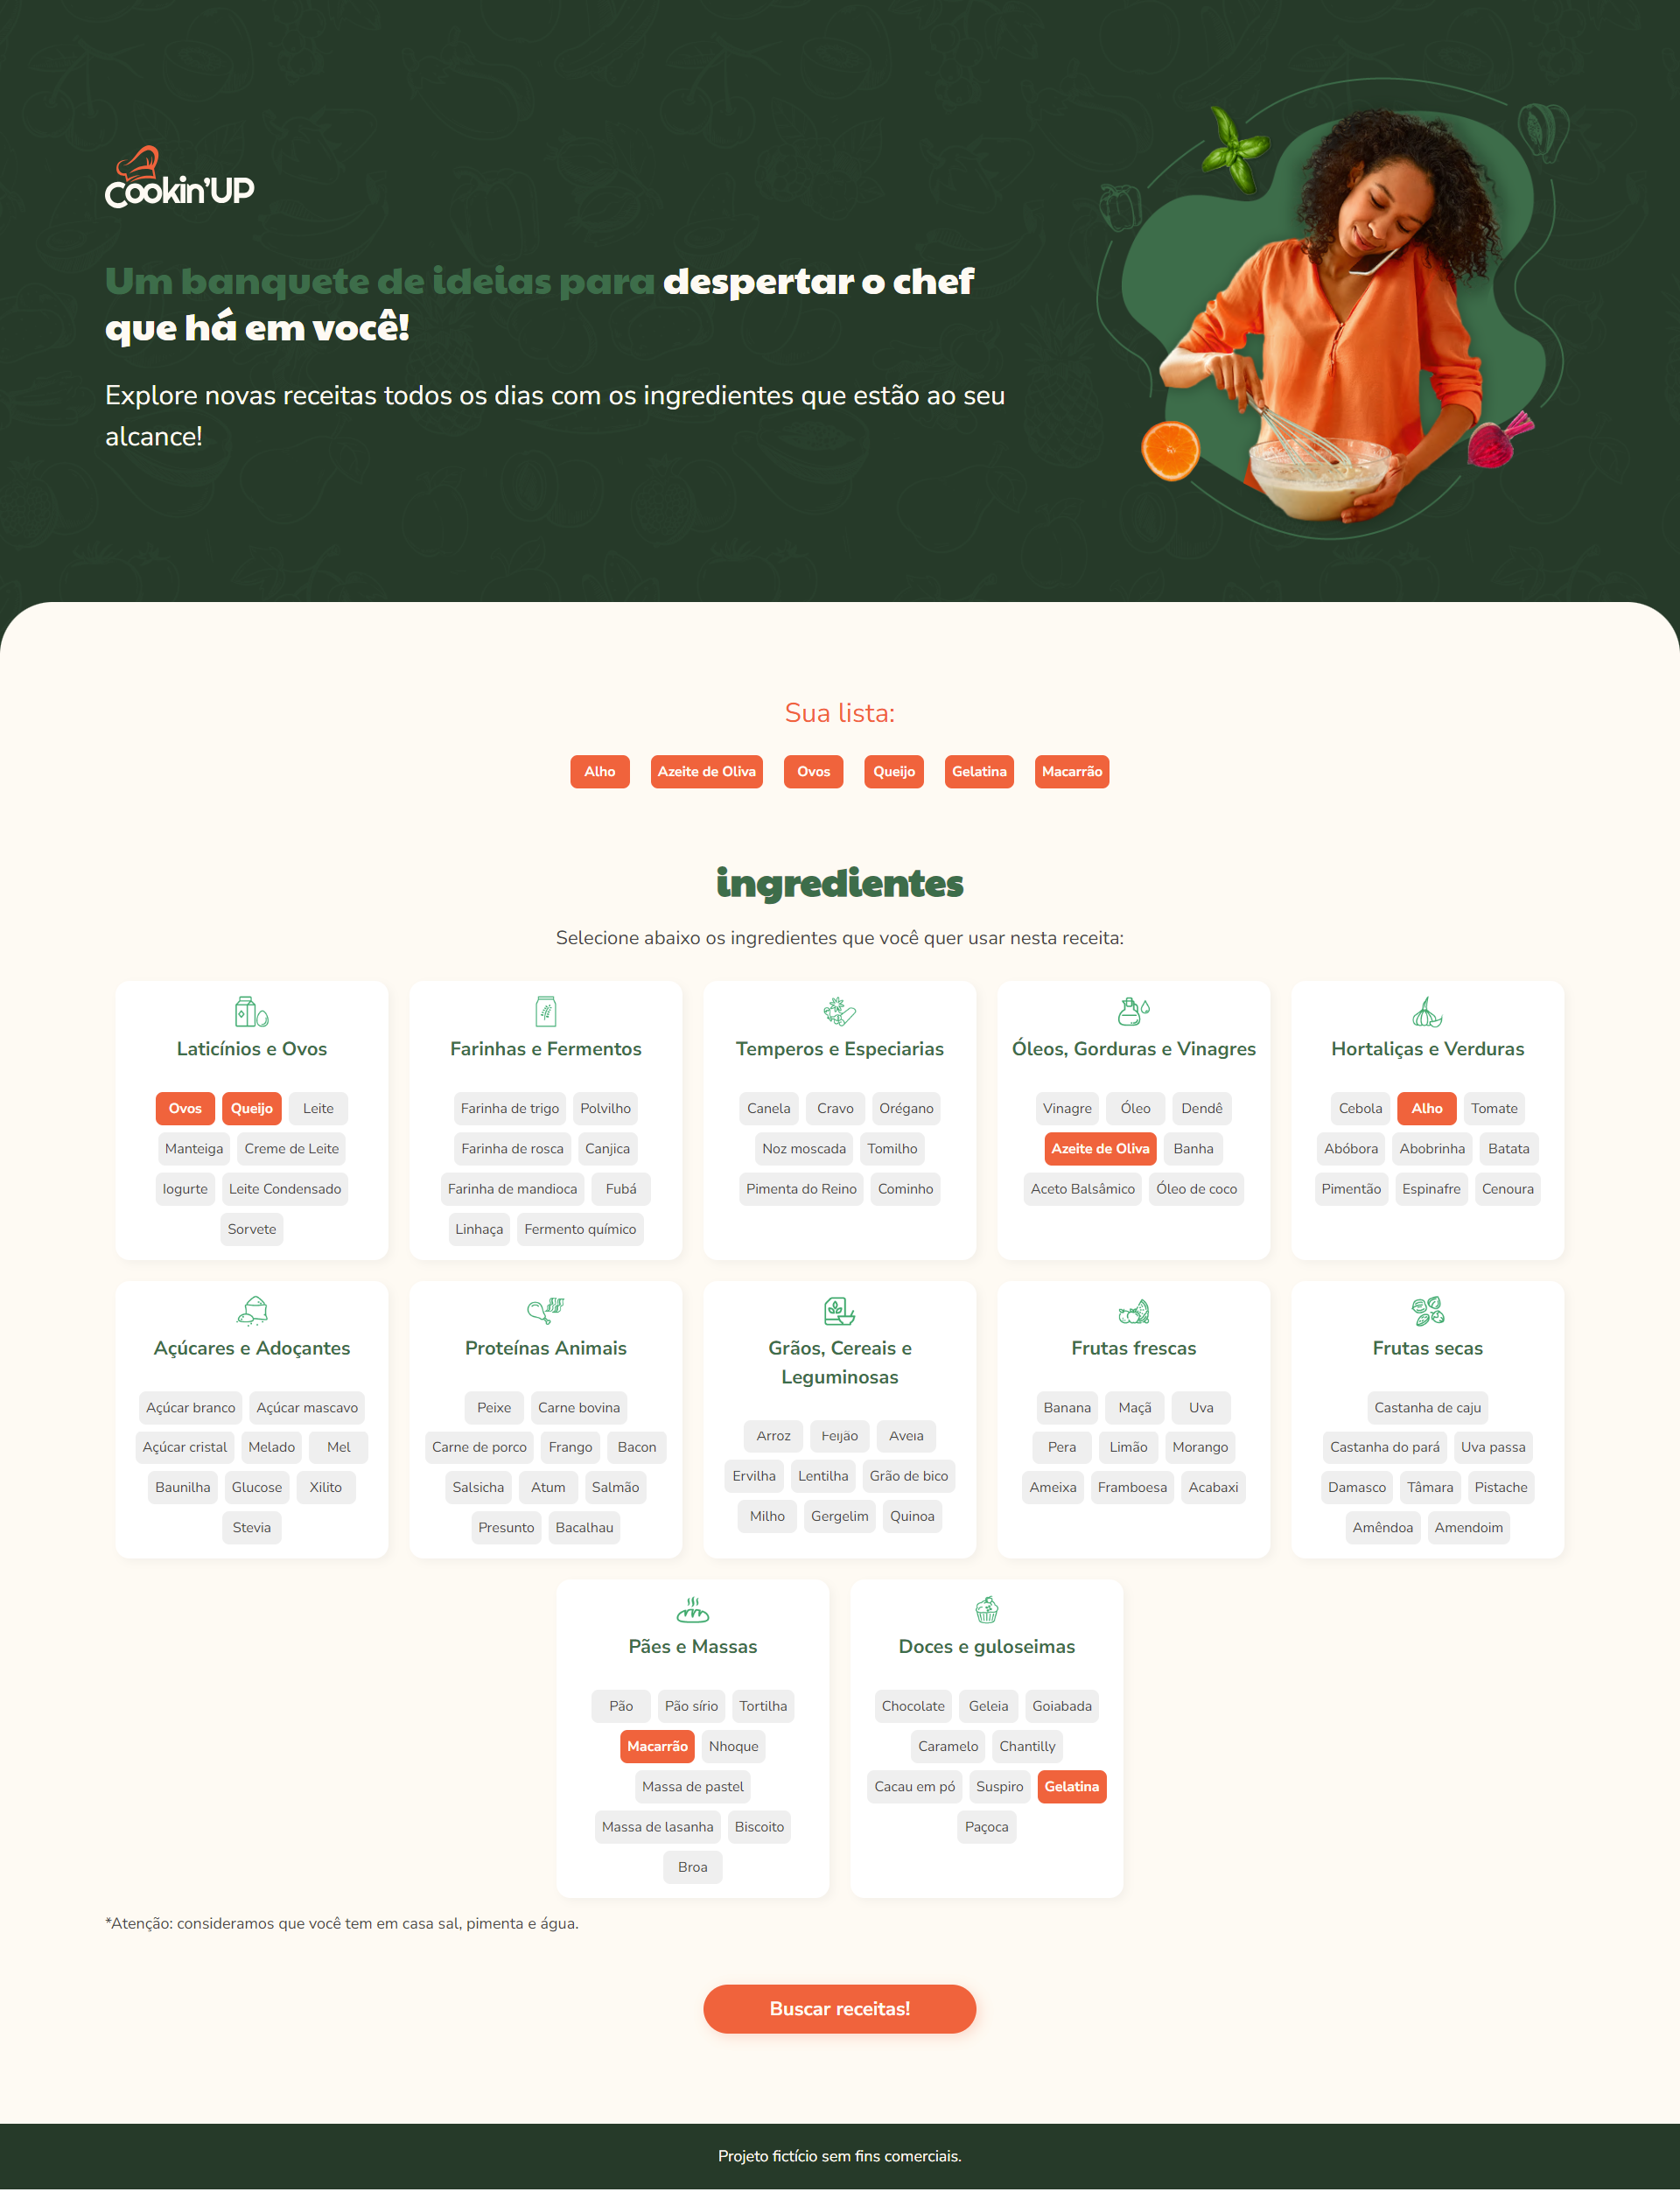 Cookin'UP
Um banquete de ideias para despertar o chef
que há em você!
Explore novas receitas todos os dias com os ingredientes que estão ao seu
alcance!
Sua lista:
Alho Azeite de Oliva Ovos Queijo Gelatina Macarrão
ingredientes
Selecione abaixo os ingredientes que você quer usar nesta receita:
Laticínios e Ovos
Ovos Queijo Leite
Manteiga Creme de Leite
Iogurte Leite Condensado
Sorvete
Farinhas e Fermentos
Farinha de trigo Polvilho
Farinha de rosca Canjica
Farinha de mandioca Fubá
Linhaça Fermento químico
Temperos e Especiarias
Canela Cravo Orégano
Noz moscada Tomilho
Pimenta do Reino Cominho
Óleos, Gorduras e Vinagres
Vinagre Óleo Dendê
Azeite de Oliva Banha
Aceto Balsâmico Óleo de coco
Hortaliças e Verduras
Cebola Alho Tomate
Abóbora Abobrinha Batata
Pimentão Espinafre Cenoura
Açúcares e Adoçantes
Açúcar branco Açúcar mascavo
Açúcar cristal Melado Mel
Baunilha Glucose Xilito
Stevia
Proteínas Animais
Peixe Carne bovina
Carne de porco Frango Bacon
Salsicha Atum Salmão
Presunto Bacalhau
Grãos, Cereais e
Leguminosas
Arroz Feijão Aveia
Ervilha Lentilha Grão de bico
Milho Gergelim Quinoa
Frutas frescas
Banana Maçã Uva
Pera Limão Morango
Ameixa Framboesa Acabaxi
Frutas secas
Castanha de caju
Castanha do pará Uva passa
Damasco Tâmara Pistache
Amêndoa Amendoim
Pães e Massas
Pão Pão sírio Tortilha
Macarrão Nhoque
Massa de pastel
Massa de lasanha Biscoito
Broa
Doces e guloseimas
Chocolate Geleia Goiabada
Caramelo Chantilly
Cacau em pó Suspiro Gelatina
Paçoca
*Atenção: consideramos que você tem em casa sal, pimenta e água.
Buscar receitas!
Projeto fictício sem fins comerciais.